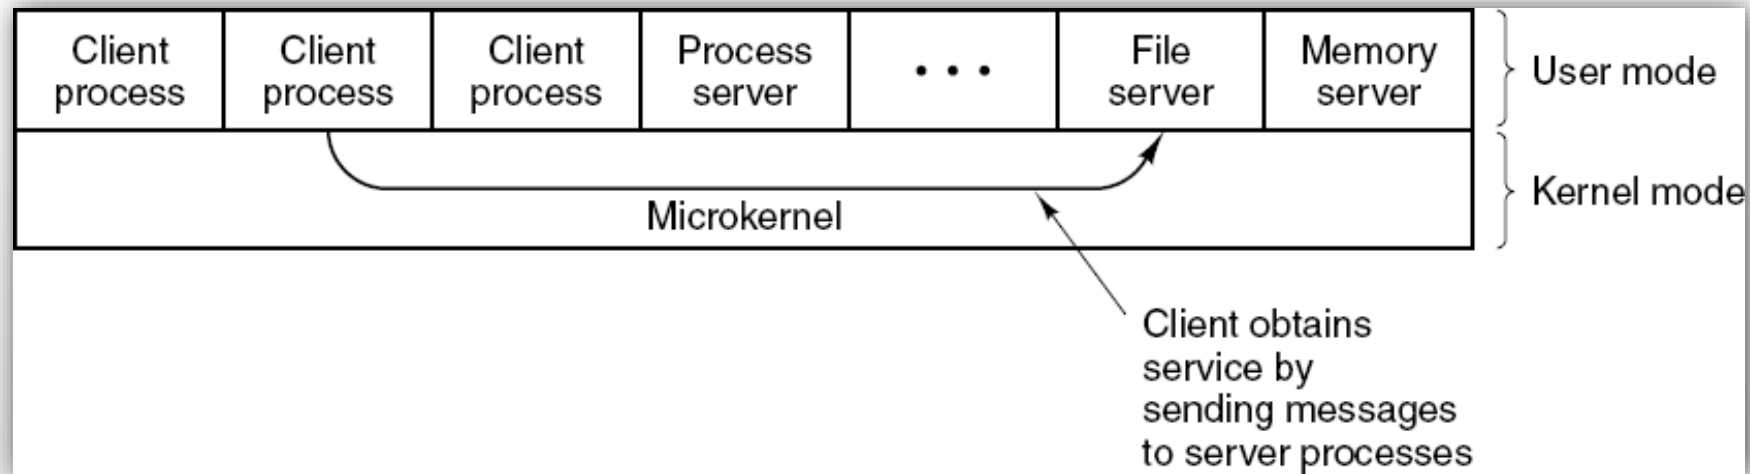 Client
process
Client
process
Client
process
Process
server
• • •
File
server
Memory
server
User mode
Microkernel
Kernel mode
Client obtains
service by
sending messages
to server processes